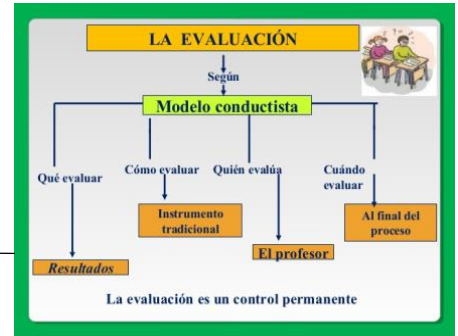 LA EVALUACIÓN
Según
Modelo conductista
Qué evaluar
Cómo evaluar
Quién evalúa
Cuándo
evaluar
Instrumento
tradicional
Al final del
proceso
El profesor
Resultados
La evaluación es un control permanente